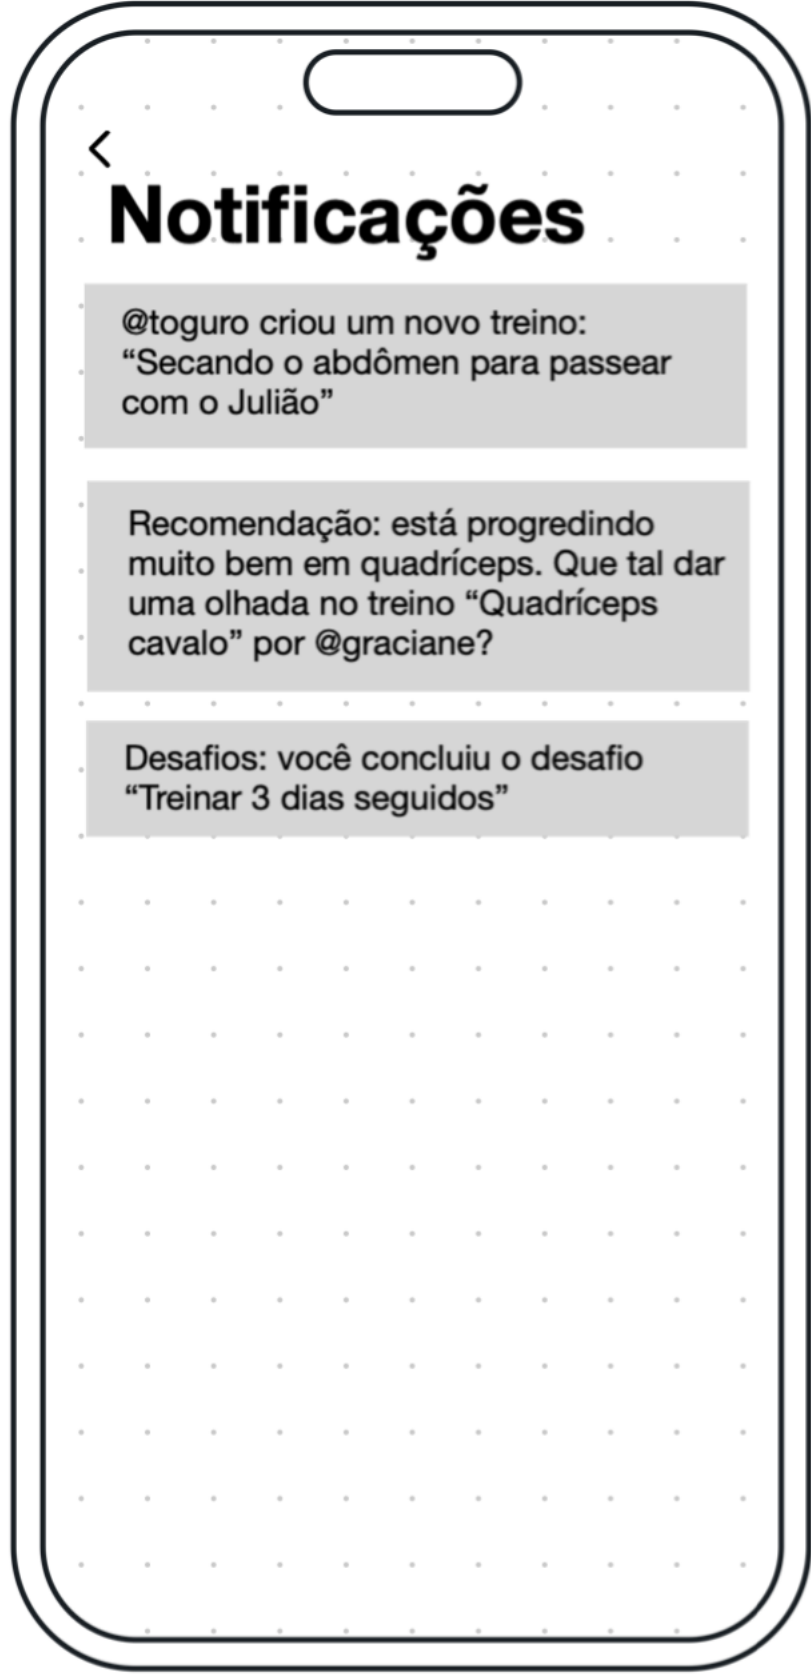 Notificações
@toguro criou um novo treino:
“Secando o abdômen para passear
com o Julião”
Recomendação: está progredindo
muito bem em quadríceps. Que tal dar
uma olhada no treino “Quadríceps
cavalo” por @graciane?
Desafios: você concluiu o desafio
“Treinar 3 dias seguidos”